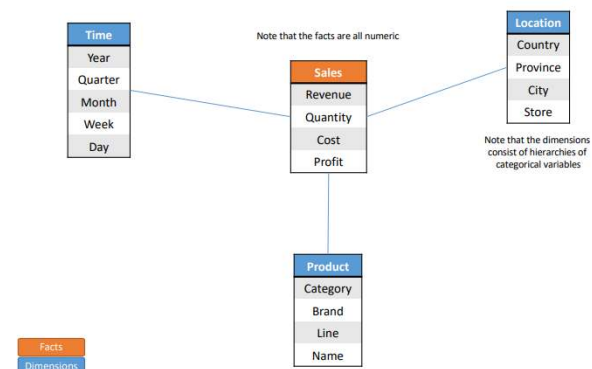 Time
Year
Quarter
Month
Week
Day
Note that the facts are all numeric
Sales
Revenue
Quantity
Cost
Profit
Location
Country
Province
City
Store
Note that the dimensions
consist of hierarchies of
categorical variables
Product
Category
Brand
Line
Name
Facts
Dimensions